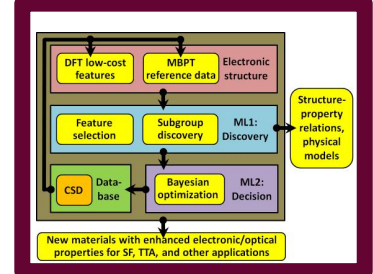 DFT low-cost
features
MBPT
reference data
Electronic
structure
Feature
selection
Subgroup
discovery
ML1:
Discovery
Structure-
property
relations,
physical
models
CSD
Data-
base
Bayesian
optimization
ML2:
Decision
New materials with enhanced electronic/optical
properties for SF, TTA, and other applications